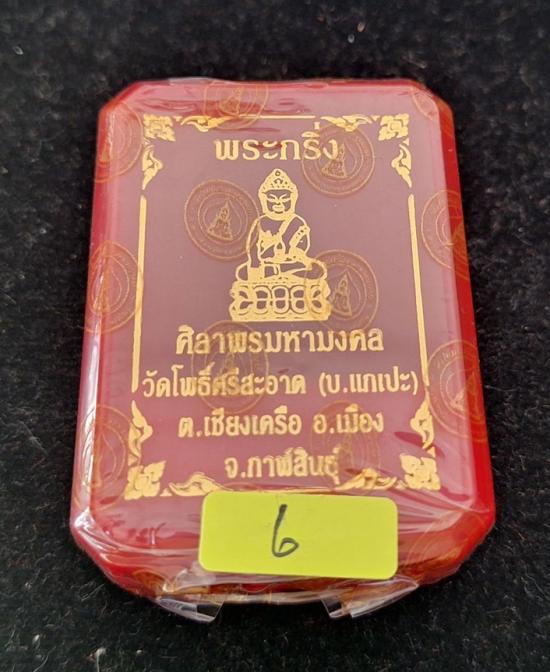 พระกริ่ง
ศิลาพรมหามงคล
วัดโพธิ์ศรีสะอาด (บ.แกเปะ)
ต.เชียงเครือ อ.เมือง
จ.กาฬสินธุ์
6